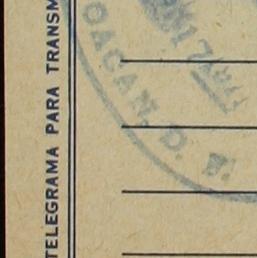 TELEGRAMA PARA TRANSM
OACAN, D. F.